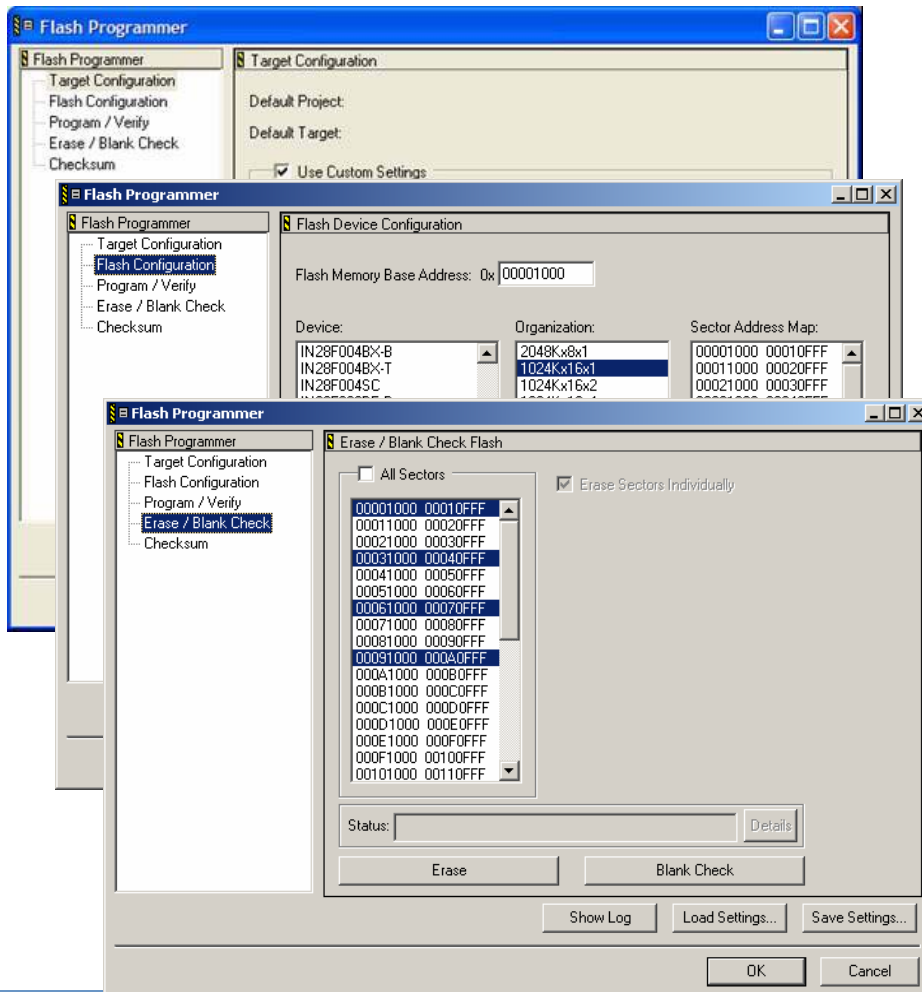 Flash Programmer
Flash Programmer
Target Configuration
Flash Configuration
Program / Verify
Erase / Blank Check
Checksum
Target Configuration
Default Project:
Default Target:
Use Custom Settings
Flash Programmer
Flash Programmer
Target Configuration
Flash Configuration
Program / Verify
Erase / Blank Check
Checksum
Flash Device Configuration
Flash Memory Base Address: 0x 00001000
Device:
IN28F004BX-B
IN28F004BX-T
IN28F004SC
Organization:
2048Kx8x1
1024Kx16x1
1024Kx16x2
Sector Address Map:
00001000 00010FFF
00011000 00020FFF
00021000 00030FFF
Flash Programmer
Flash Programmer
Target Configuration
Flash Configuration
Program / Verify
Erase / Blank Check
Checksum
Erase / Blank Check Flash
All Sectors
Erase Sectors Individually
00001000 00010FFF
00011000 00020FFF
00021000 00030FFF
00031000 00040FFF
00041000 00050FFF
00051000 00060FFF
00061000 00070FFF
00071000 00080FFF
00081000 00090FFF
00091000 000A0FFF
000A1000 000B0FFF
000B1000 000C0FFF
000C1000 000D0FFF
000D1000 000E0FFF
000E1000 000F0FFF
000F1000 00100FFF
00101000 00110FFF
Status:
Details
Erase
Blank Check
Show Log
Load Settings...
Save Settings...
OK
Cancel